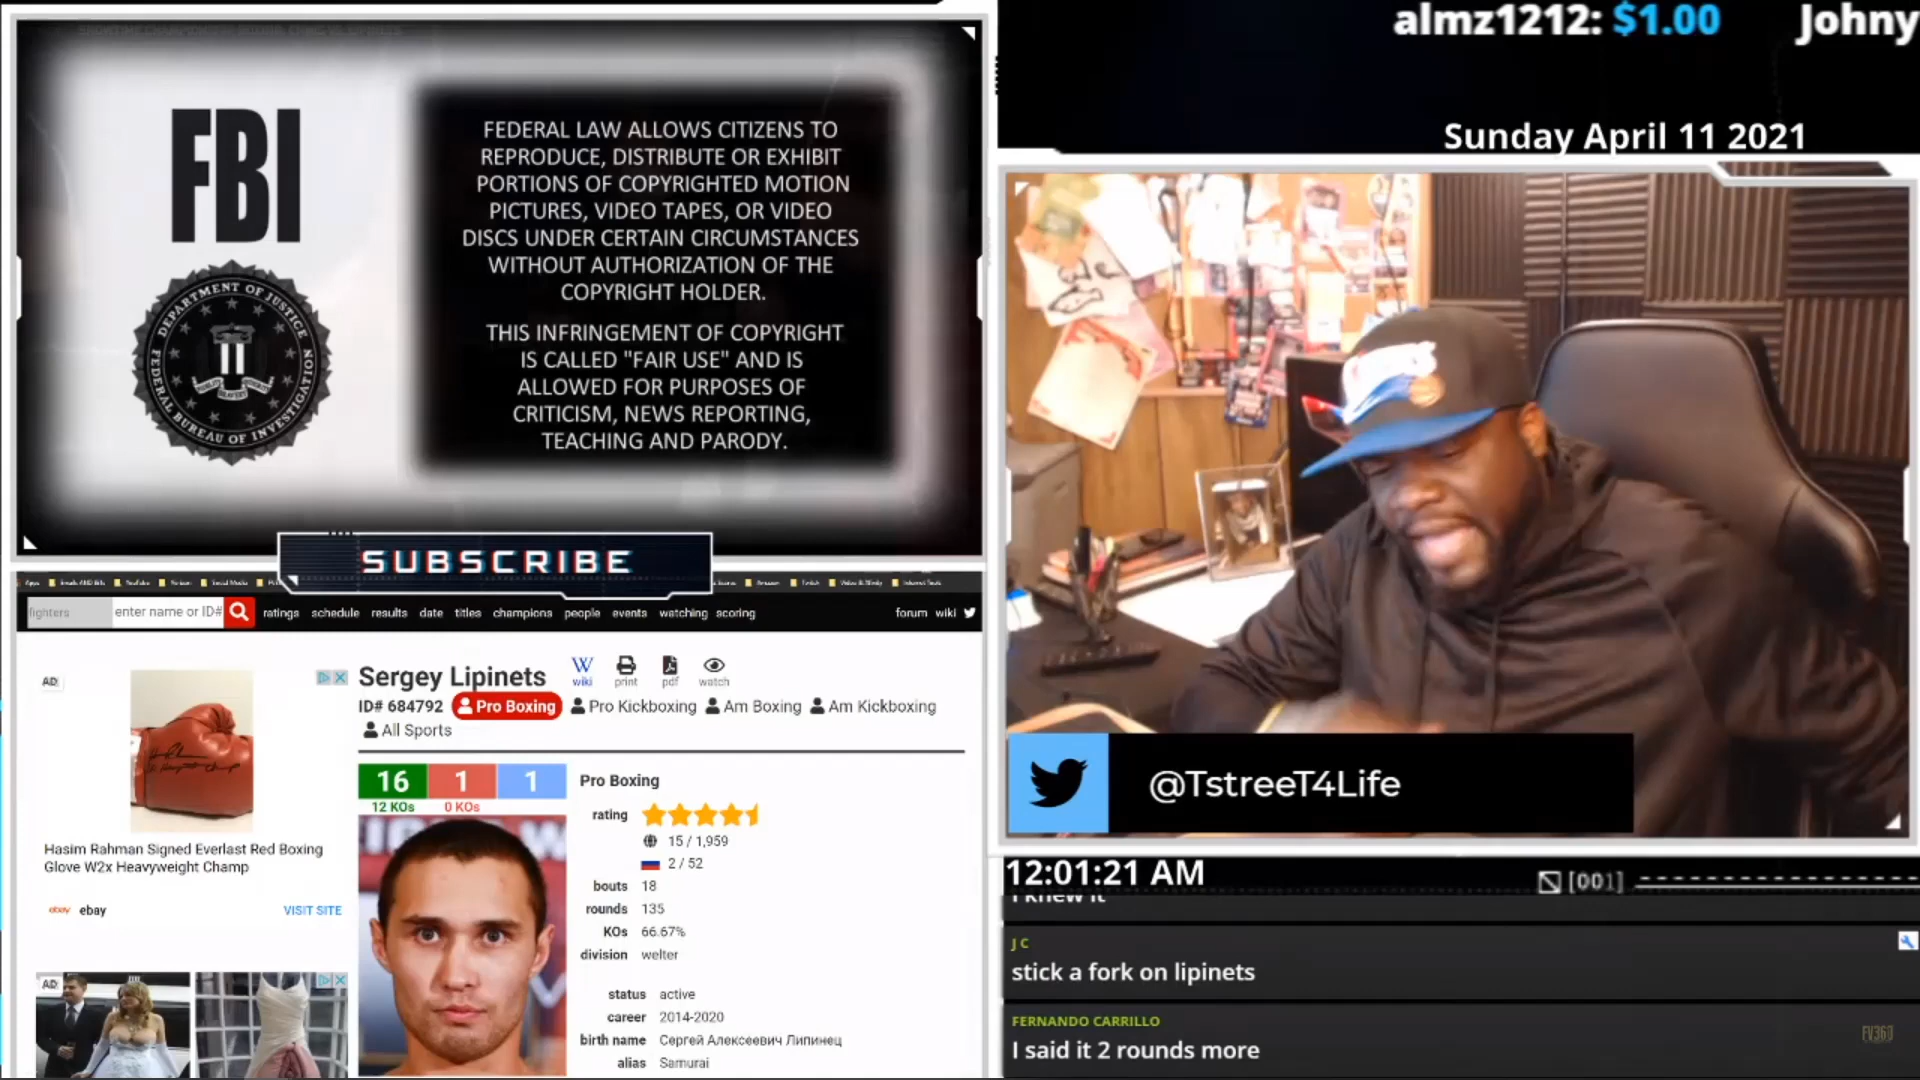 FBI
DEPARTMENT OF JUSTICE
FEDERAL BUREAU OF INVESTIGATION
FEDERAL LAW ALLOWS CITIZENS TO
REPRODUCE, DISTRIBUTE OR EXHIBIT
PORTIONS OF COPYRIGHTED MOTION
PICTURES, VIDEO TAPES, OR VIDEO
DISCS UNDER CERTAIN CIRCUMSTANCES
WITHOUT AUTHORIZATION OF THE
COPYRIGHT HOLDER.
THIS INFRINGEMENT OF COPYRIGHT
IS CALLED "FAIR USE" AND IS
ALLOWED FOR PURPOSES OF
CRITICISM, NEWS REPORTING,
TEACHING AND PARODY.
SUBSCRIBE
fighters enter name or ID# ratings schedule results date titles champions people events watching scoring forum wiki
AD
Hasim Rahman Signed Everlast Red Boxing
Glove W2x Heavyweight Champ
ebay ebay VISIT SITE
AD
Sergey Lipinets
W wiki print pdf watch
ID# 684792 Pro Boxing Pro Kickboxing Am Boxing Am Kickboxing
All Sports
16 1 1
12 KOs 0 KOs
Pro Boxing
rating
15 / 1,959
2 / 52
bouts 18
rounds 135
KOs 66.67%
division welter
status active
career 2014-2020
birth name Сергей Алексеевич Липинец
alias Samurai
almz1212: $1.00 Johny
Sunday April 11 2021
@TstreeT4Life
12:01:21 AM
[001]
I knew it
J C
stick a fork on lipinets
FERNANDO CARRILLO
I said it 2 rounds more
FV360